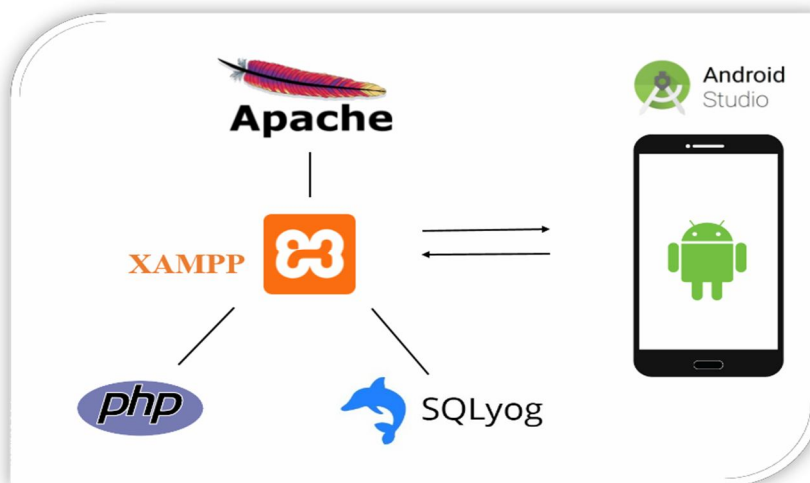 Apache
Android
Studio
XAMPP
php
SQLyog